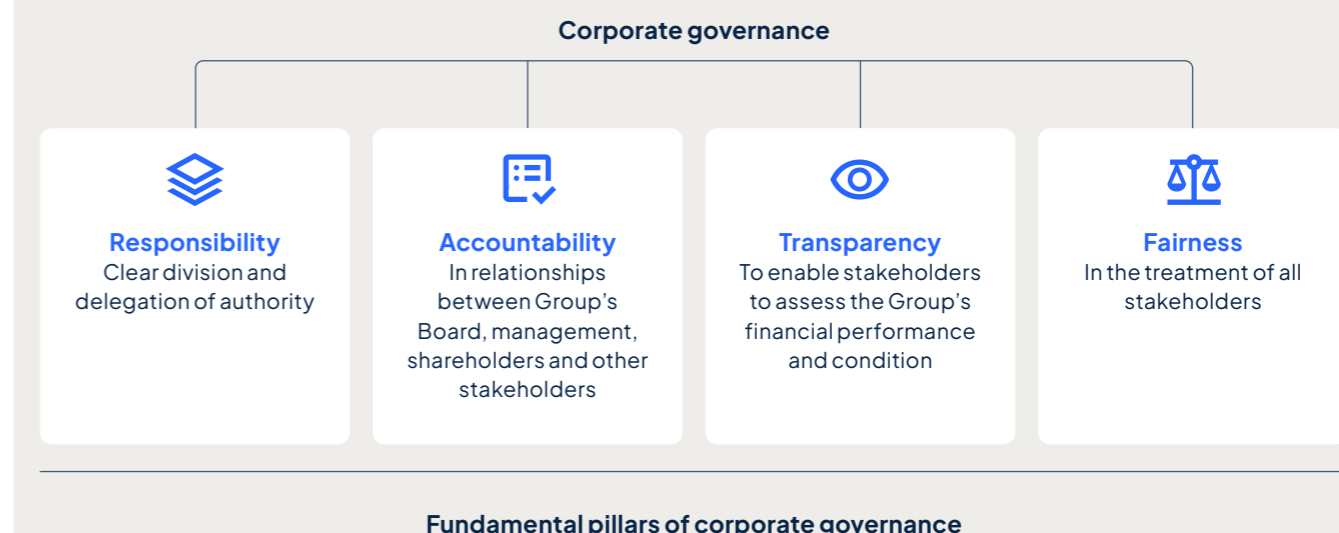 Corporate governance
Responsibility
Clear division and
delegation of authority
Accountability
In relationships
between Group's
Board, management,
shareholders and other
stakeholders
Transparency
To enable stakeholders
to assess the Group's
financial performance
and condition
Fairness
In the treatment of all
stakeholders
Fundamental pillars of corporate governance